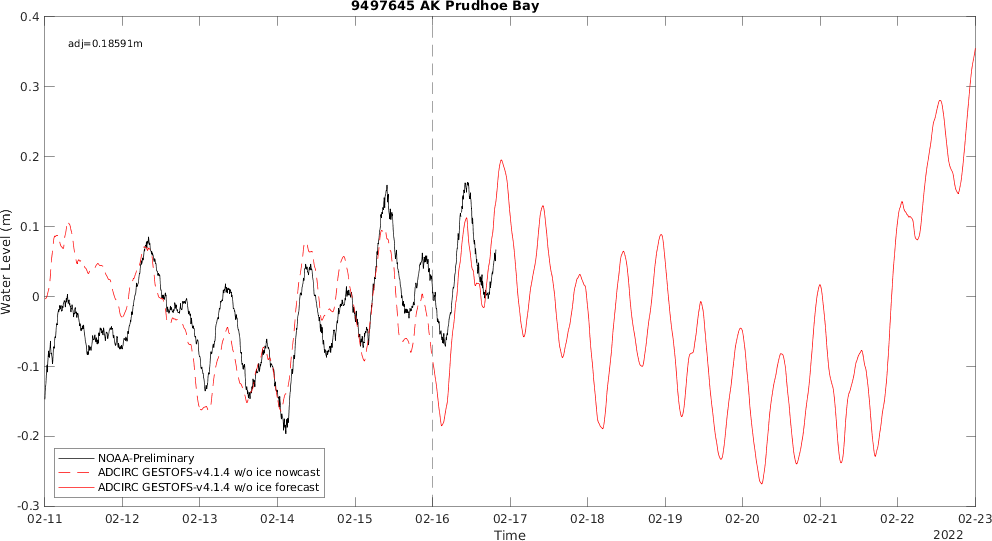 9497645 AK Prudhoe Bay
adj=0.18591m
Water Level (m)
0.4
0.3
0.2
0.1
0
-0.1
-0.2
-0.3
NOAA-Preliminary
ADCIRC GESTOFS-v4.1.4 w/o ice nowcast
ADCIRC GESTOFS-v4.1.4 w/o ice forecast
02-11 02-12 02-13 02-14 02-15 02-16 02-17 02-18 02-19 02-20 02-21 02-22 02-23
Time
2022